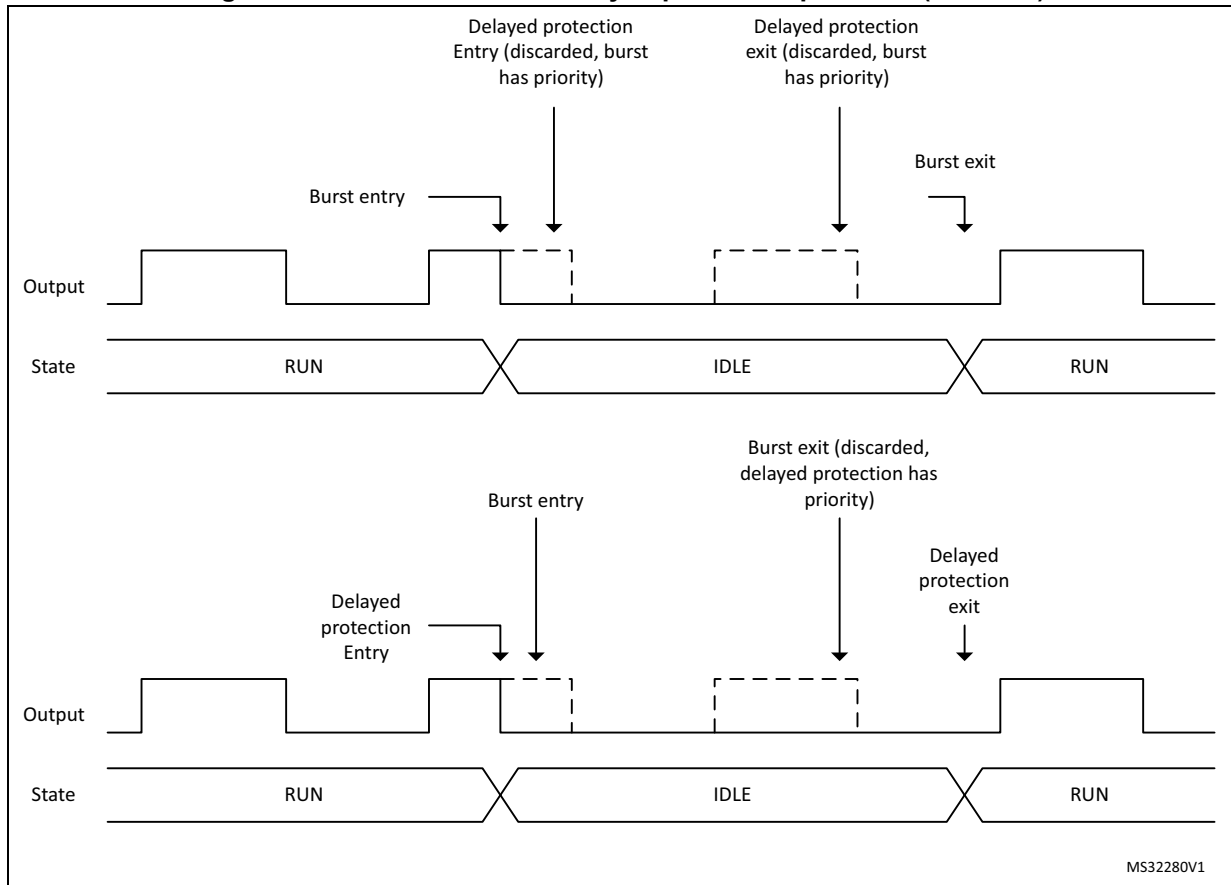 Delayed protection
Entry (discarded, burst
has priority)
Delayed protection
exit (discarded, burst
has priority)
Burst entry
Burst exit
Output
State
RUN
IDLE
RUN
Burst entry
Burst exit (discarded,
delayed protection has
priority)
Delayed
protection
Entry
Delayed
protection
exit
Output
State
RUN
IDLE
RUN
MS32280V1